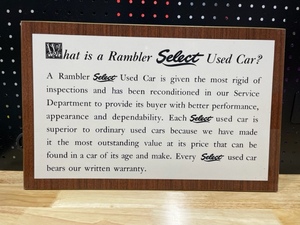 What is a Rambler Select Used Car?
A Rambler Select Used Car is given the most rigid of
inspections and has been reconditioned in our Service
Department to provide its buyer with better performance,
appearance and dependability. Each Select used car is
superior to ordinary used cars because we have made
it the most outstanding value at its price that can be
found in a car of its age and make. Every Select used car
bears our written warranty.